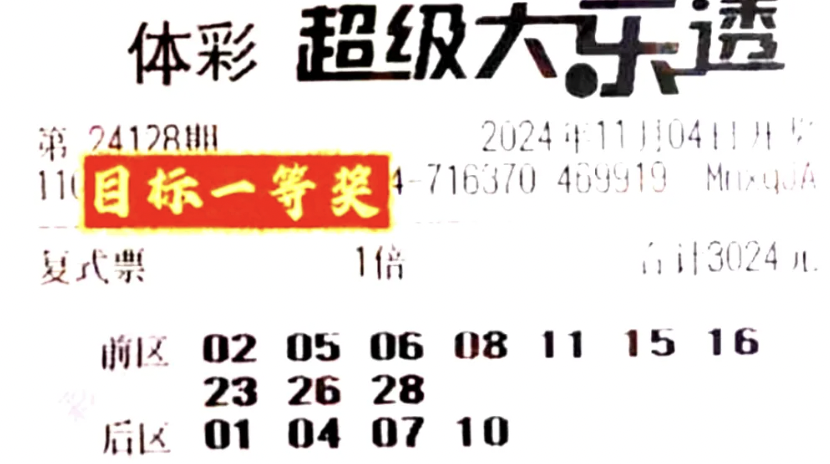 体彩 超级大乐透
第 24128期 2024年11月04日开奖
110 目标一等奖 4-716370 469919 MnxqJA
复式票 1倍 合计3024元
前区 02 05 06 08 11 15 16
23 26 28
后区 01 04 07 10